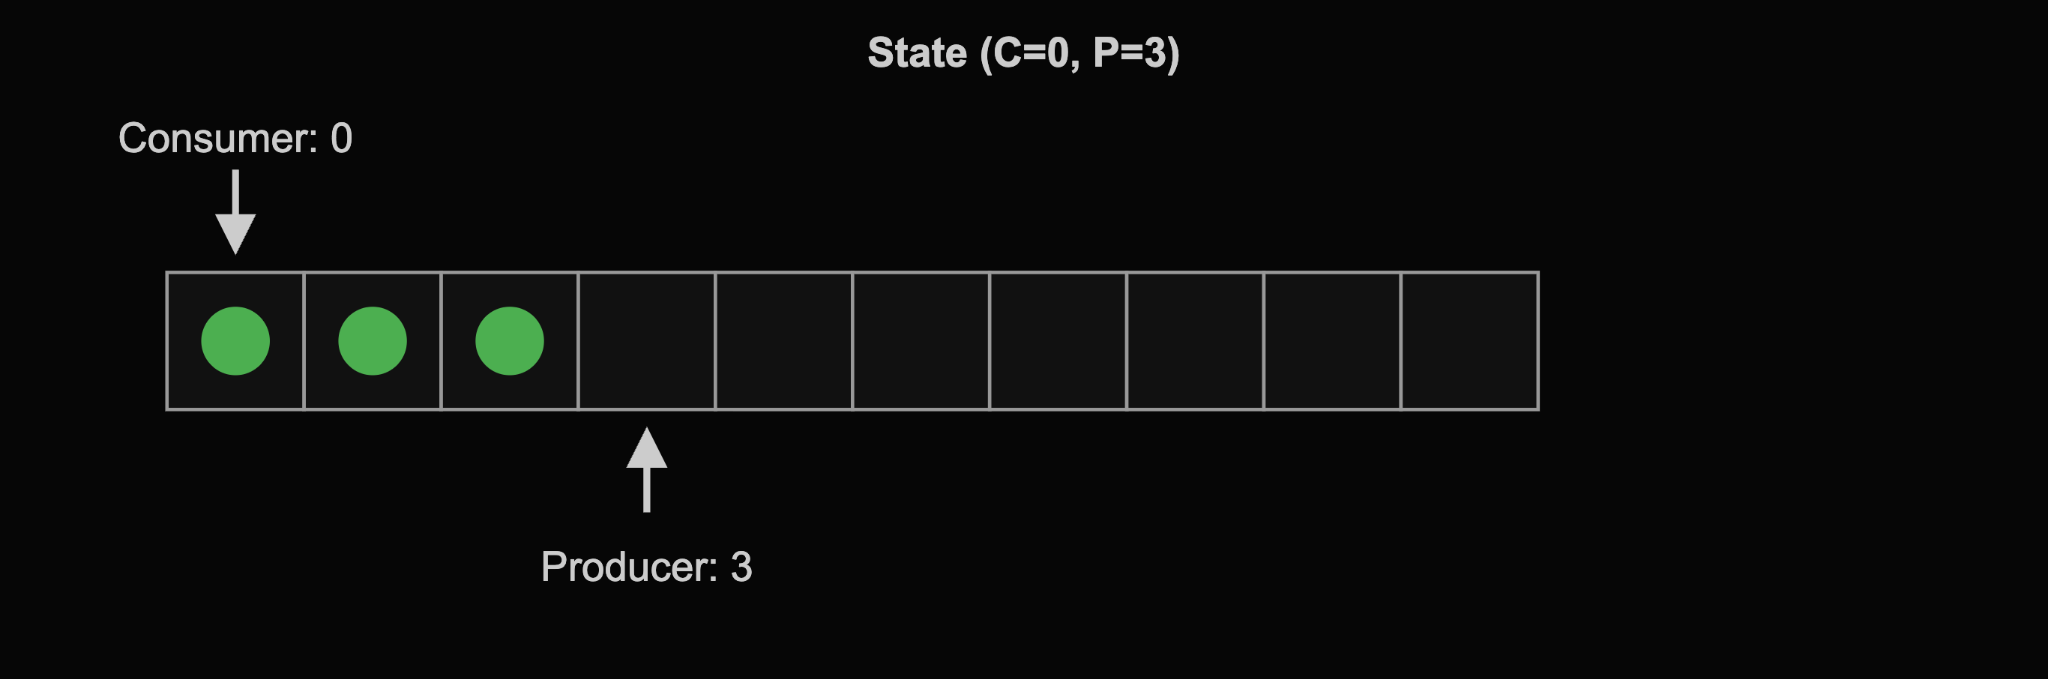 State (C=0, P=3)
Consumer: 0
Producer: 3